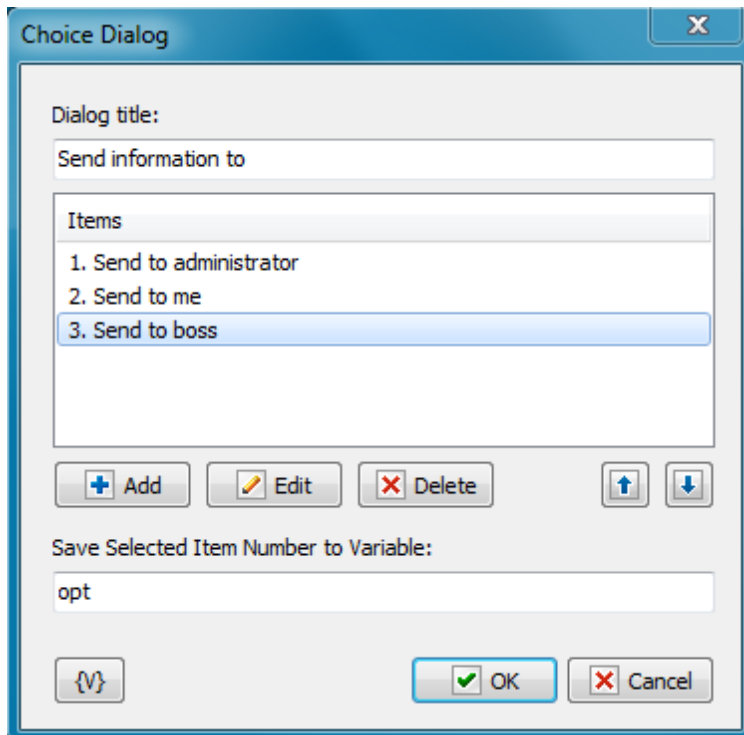 Choice Dialog
Dialog title:
Send information to
Items
1. Send to administrator
2. Send to me
3. Send to boss
Add Edit Delete
Save Selected Item Number to Variable:
opt
{V} OK Cancel